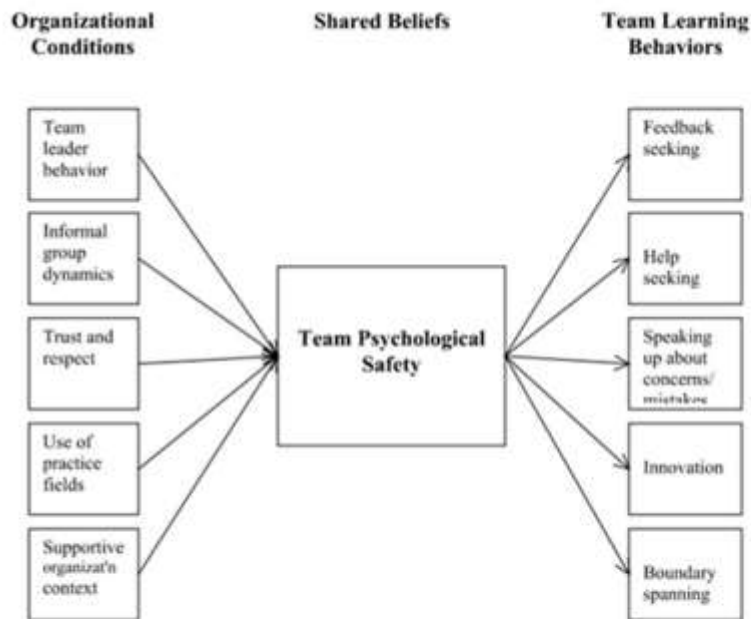 Organizational
Conditions
Shared Beliefs
Team Learning
Behaviors
Team
leader
behavior
Informal
group
dynamics
Trust and
respect
Use of
practice
fields
Supportive
organizat'n
context
Team Psychological
Safety
Feedback
seeking
Help
seeking
Speaking
up about
concerns/
mistakes
Innovation
Boundary
spanning